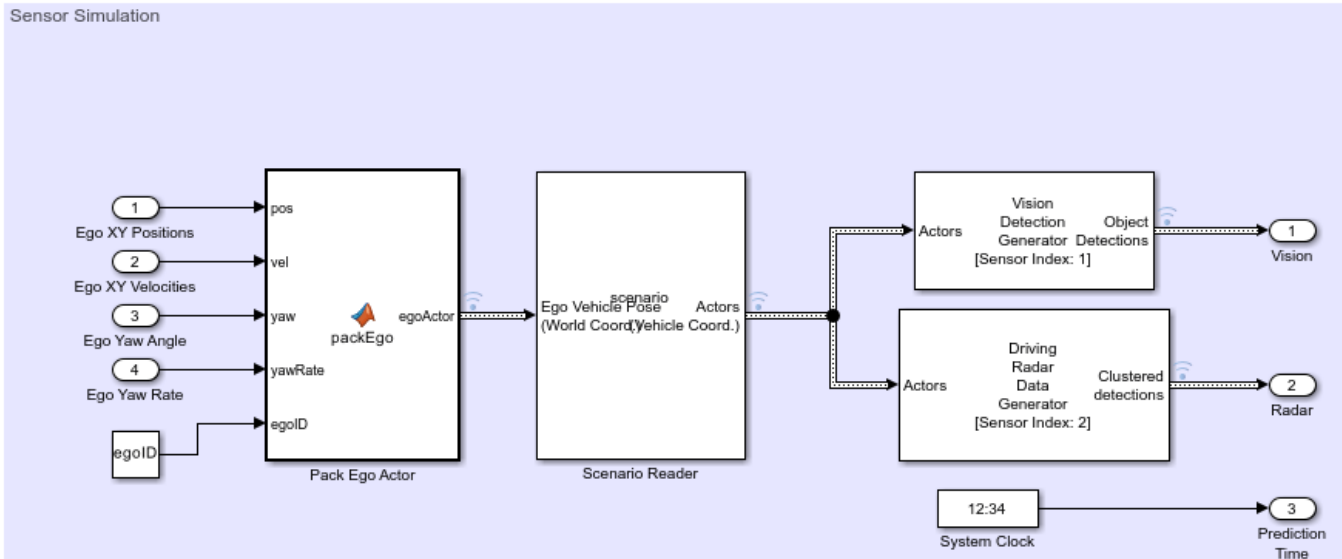 Sensor Simulation
1
Ego XY Positions
2
Ego XY Velocities
3
Ego Yaw Angle
4
Ego Yaw Rate
egoID
pos
vel
yaw
yawRate
egoID
packEgo
egoActor
Pack Ego Actor
Ego Vehicle Pose
(World Coord.)
scenario
Actors
(Vehicle Coord.)
Scenario Reader
Actors
Vision
Detection
Generator
[Sensor Index: 1]
Object
Detections
1
Vision
Actors
Driving
Radar
Data
Generator
[Sensor Index: 2]
Clustered
detections
2
Radar
12:34
System Clock
3
Prediction
Time